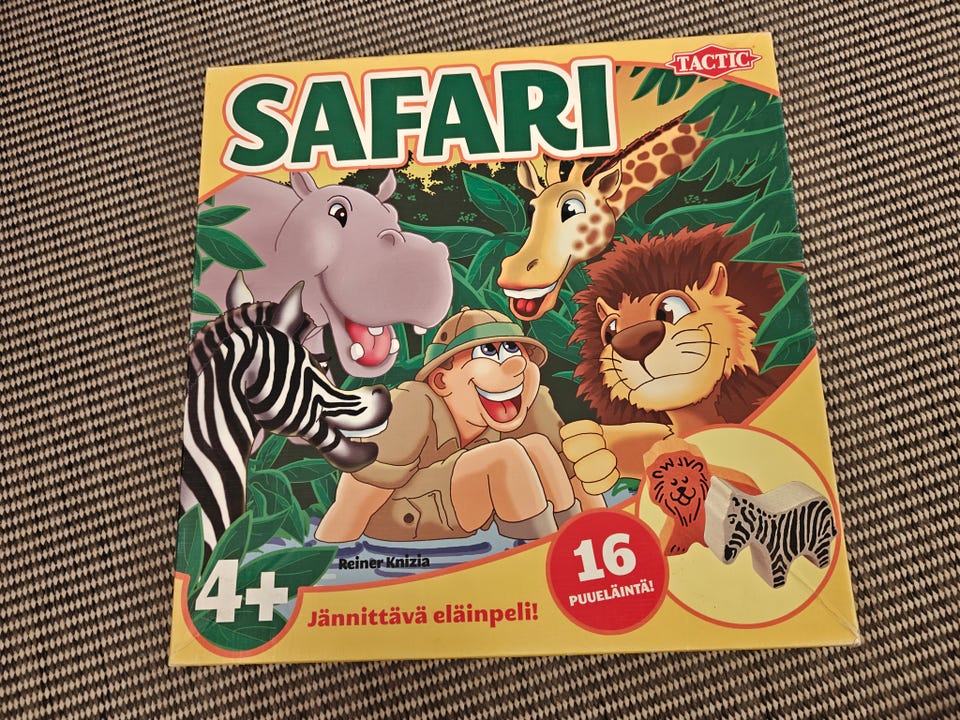 TACTIC
SAFARI
Reiner Knizia
4+
Jännittävä eläinpeli!
16
PUUELÄINTÄ!